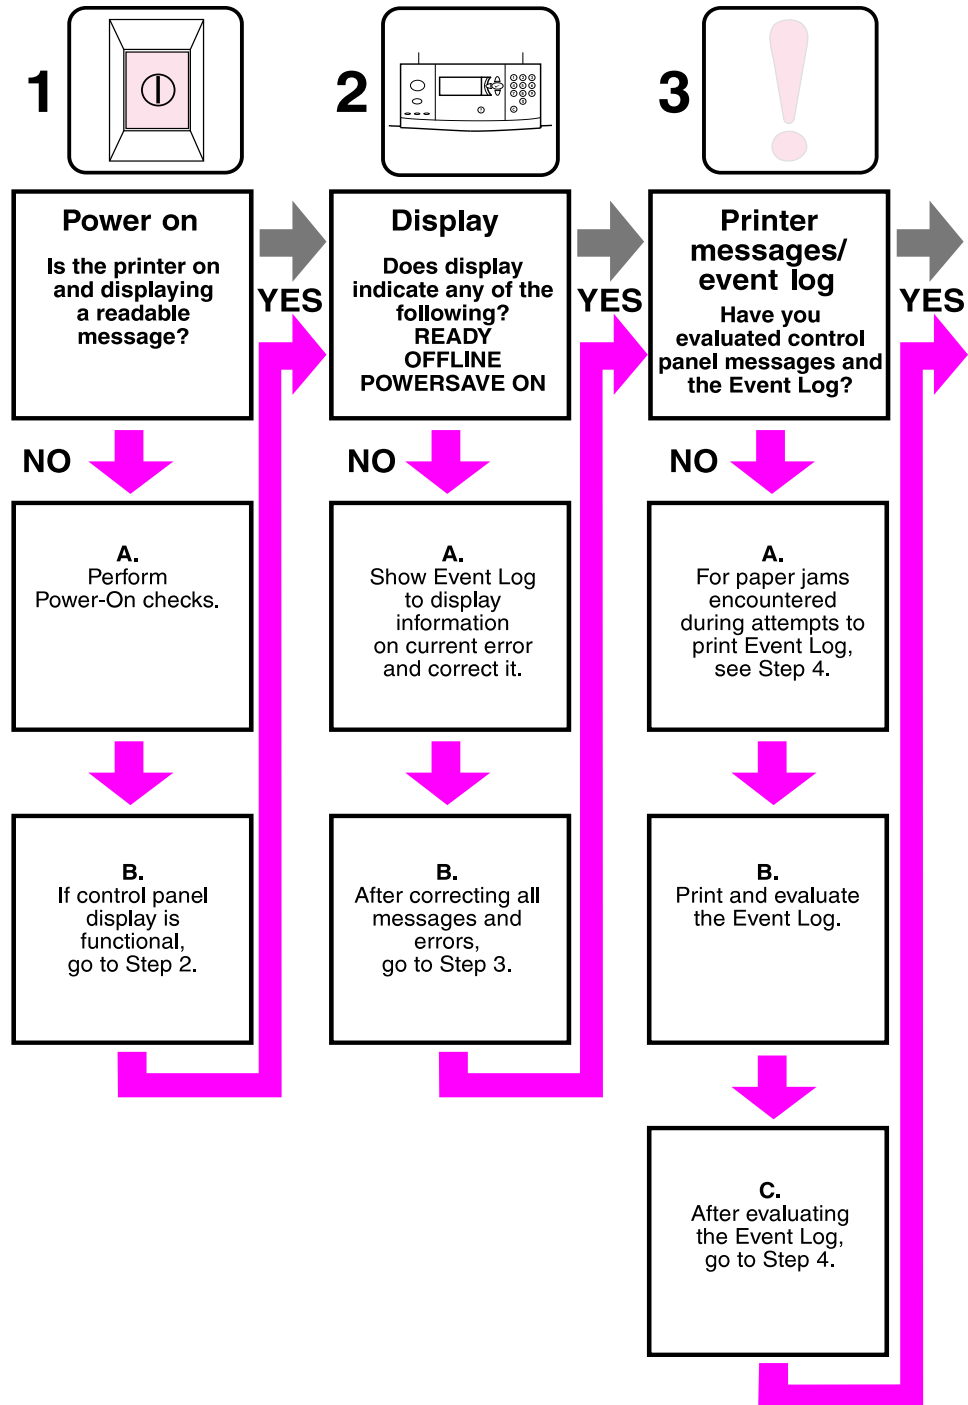 1
2
3
Power on
Is the printer on
and displaying
a readable
message?
YES
NO
A.
Perform
Power-On checks.
B.
If control panel
display is
functional,
go to Step 2.
Display
Does display
indicate any of the
following?
READY
OFFLINE
POWERSAVE ON
YES
NO
A.
Show Event Log
to display
information
on current error
and correct it.
B.
After correcting all
messages and
errors,
go to Step 3.
Printer
messages/
event log
Have you
evaluated control
panel messages and
the Event Log?
YES
NO
A.
For paper jams
encountered
during attempts to
print Event Log,
see Step 4.
B.
Print and evaluate
the Event Log.
C.
After evaluating
the Event Log,
go to Step 4.